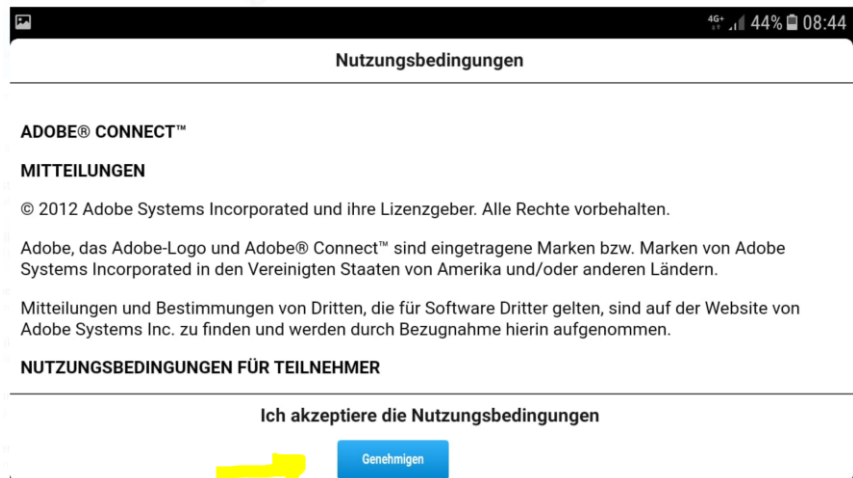 4G+ 44% 08:44
Nutzungsbedingungen
ADOBE® CONNECT™
MITTEILUNGEN
© 2012 Adobe Systems Incorporated und ihre Lizenzgeber. Alle Rechte vorbehalten.
Adobe, das Adobe-Logo und Adobe® Connect™ sind eingetragene Marken bzw. Marken von Adobe
Systems Incorporated in den Vereinigten Staaten von Amerika und/oder anderen Ländern.
Mitteilungen und Bestimmungen von Dritten, die für Software Dritter gelten, sind auf der Website von
Adobe Systems Inc. zu finden und werden durch Bezugnahme hierin aufgenommen.
NUTZUNGSBEDINGUNGEN FÜR TEILNEHMER
Ich akzeptiere die Nutzungsbedingungen
Genehmigen